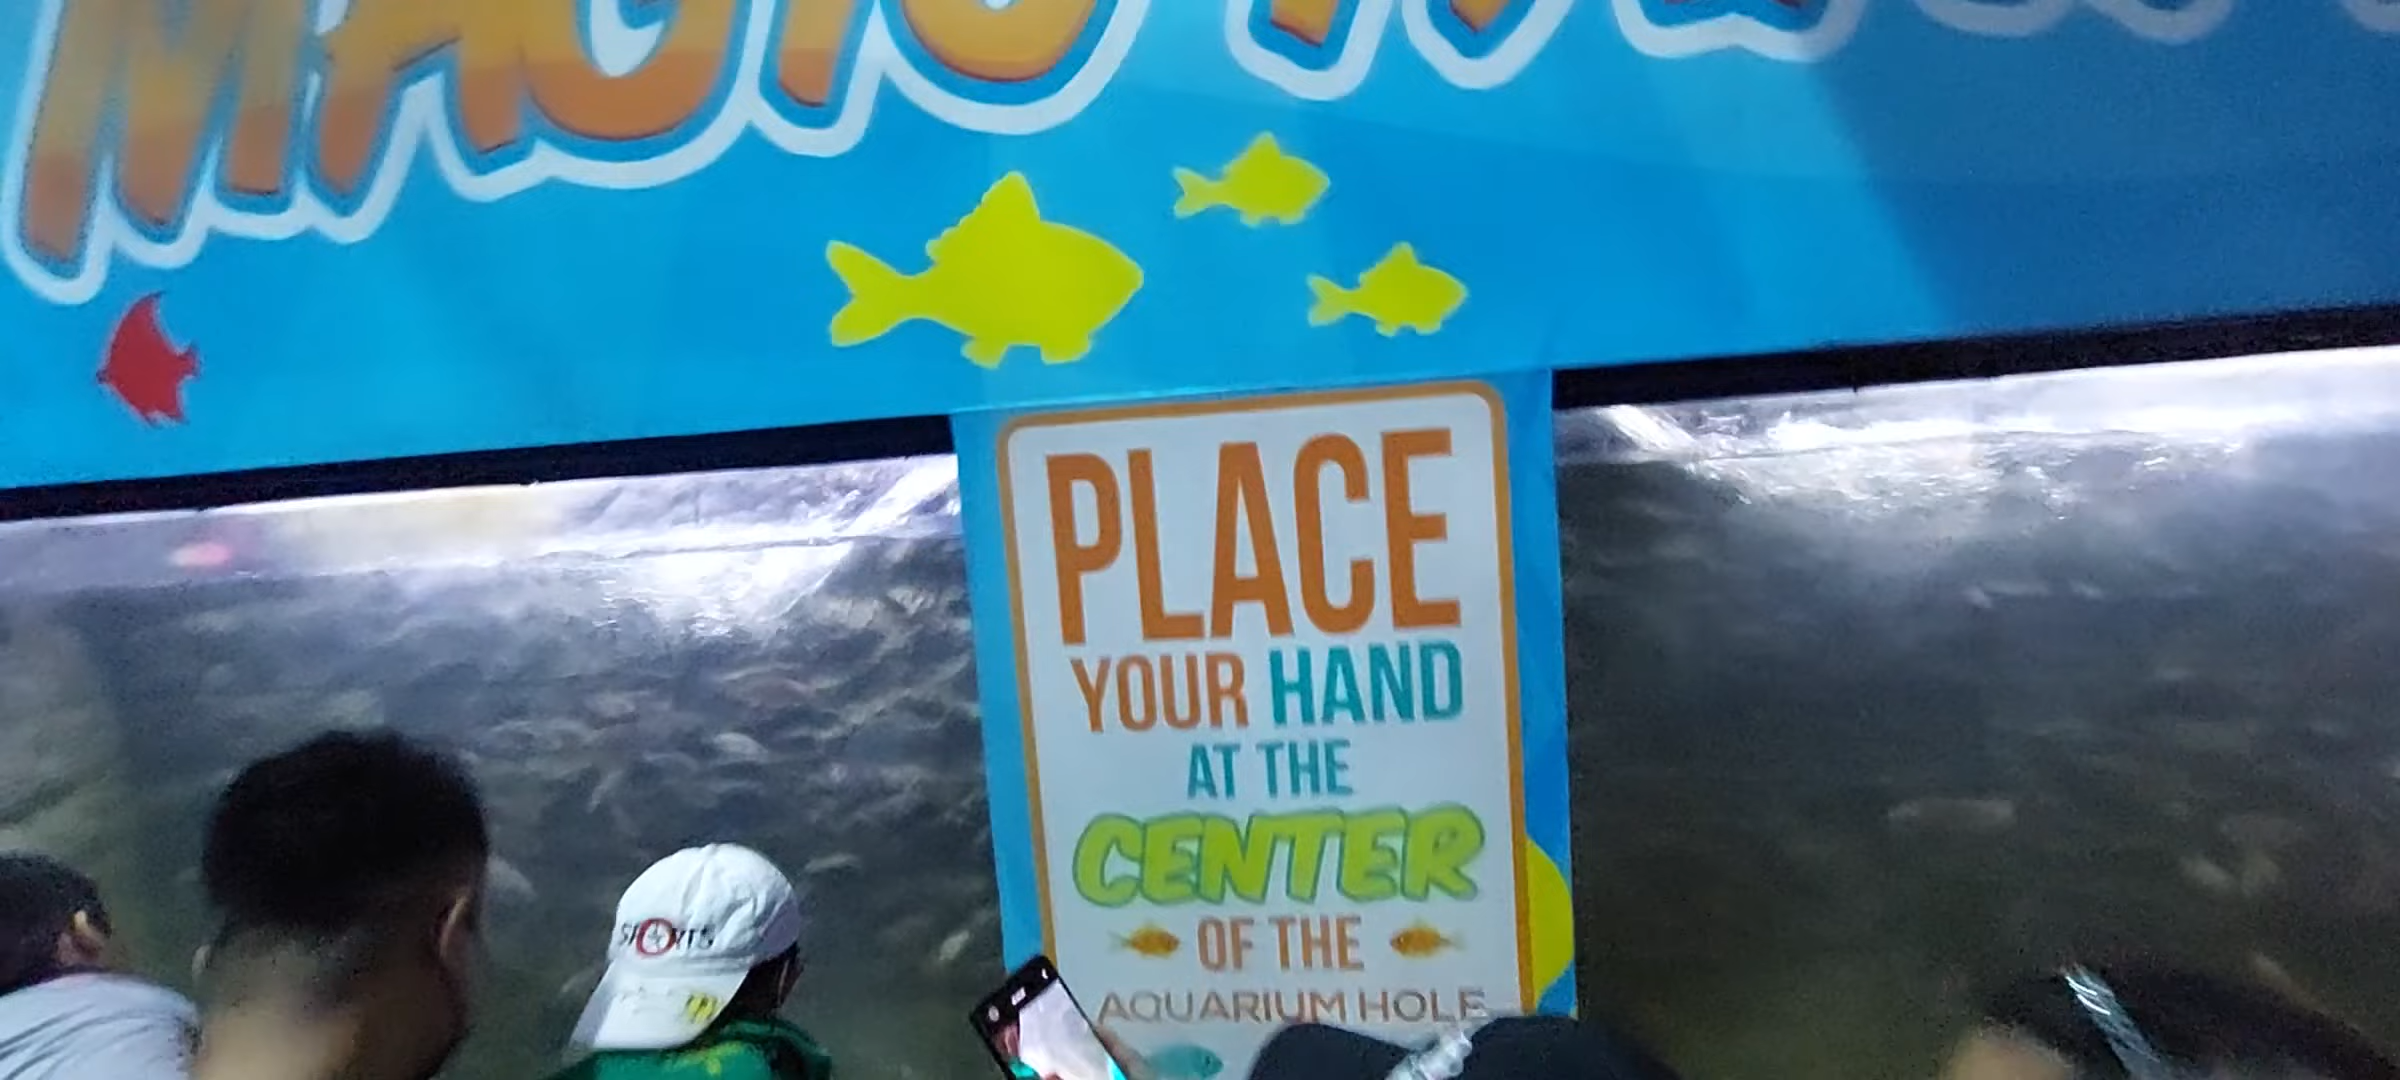 MAGIC
PLACE
YOUR HAND
AT THE
CENTER
OF THE
AQUARIUM HOLE
SPORTS